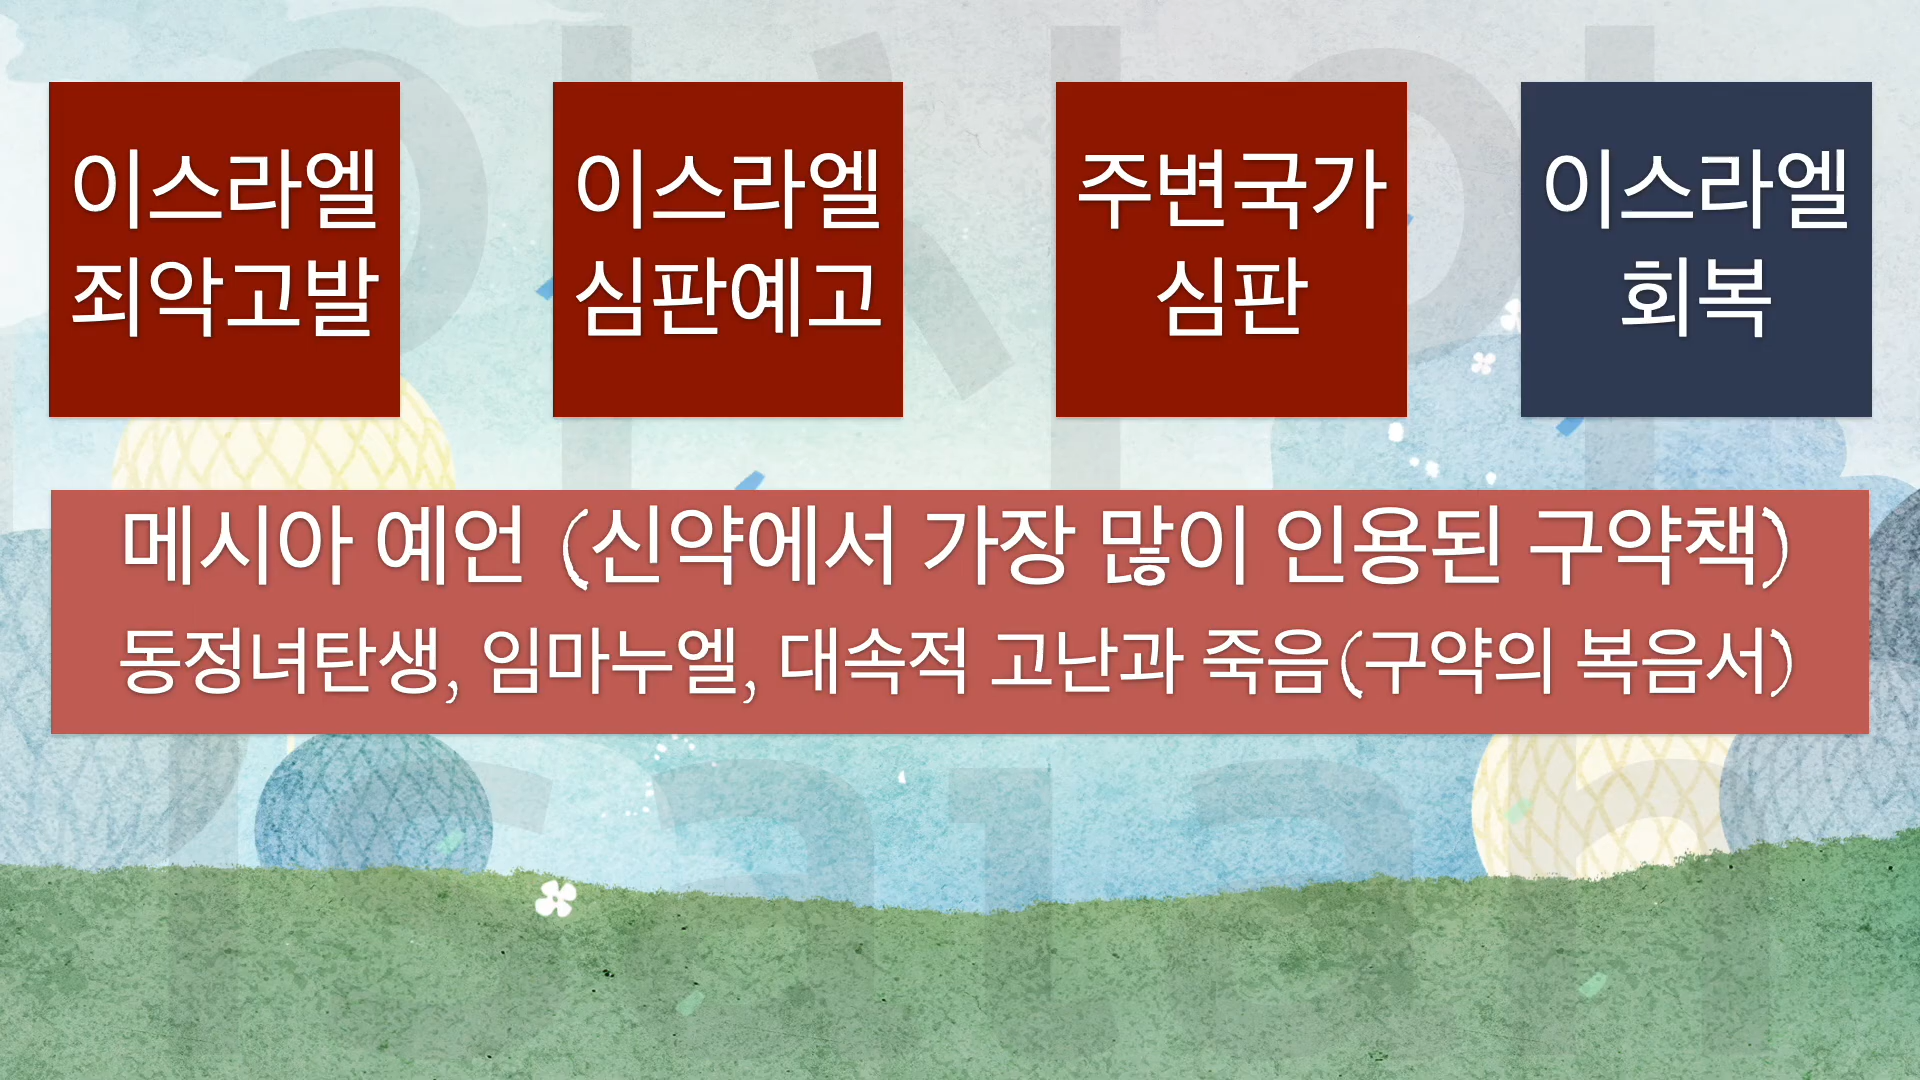 이스라엘
죄악고발
이스라엘
심판예고
주변국가
심판
이스라엘
회복
메시아 예언 (신약에서 가장 많이 인용된 구약책)
동정녀탄생, 임마누엘, 대속적 고난과 죽음(구약의 복음서)